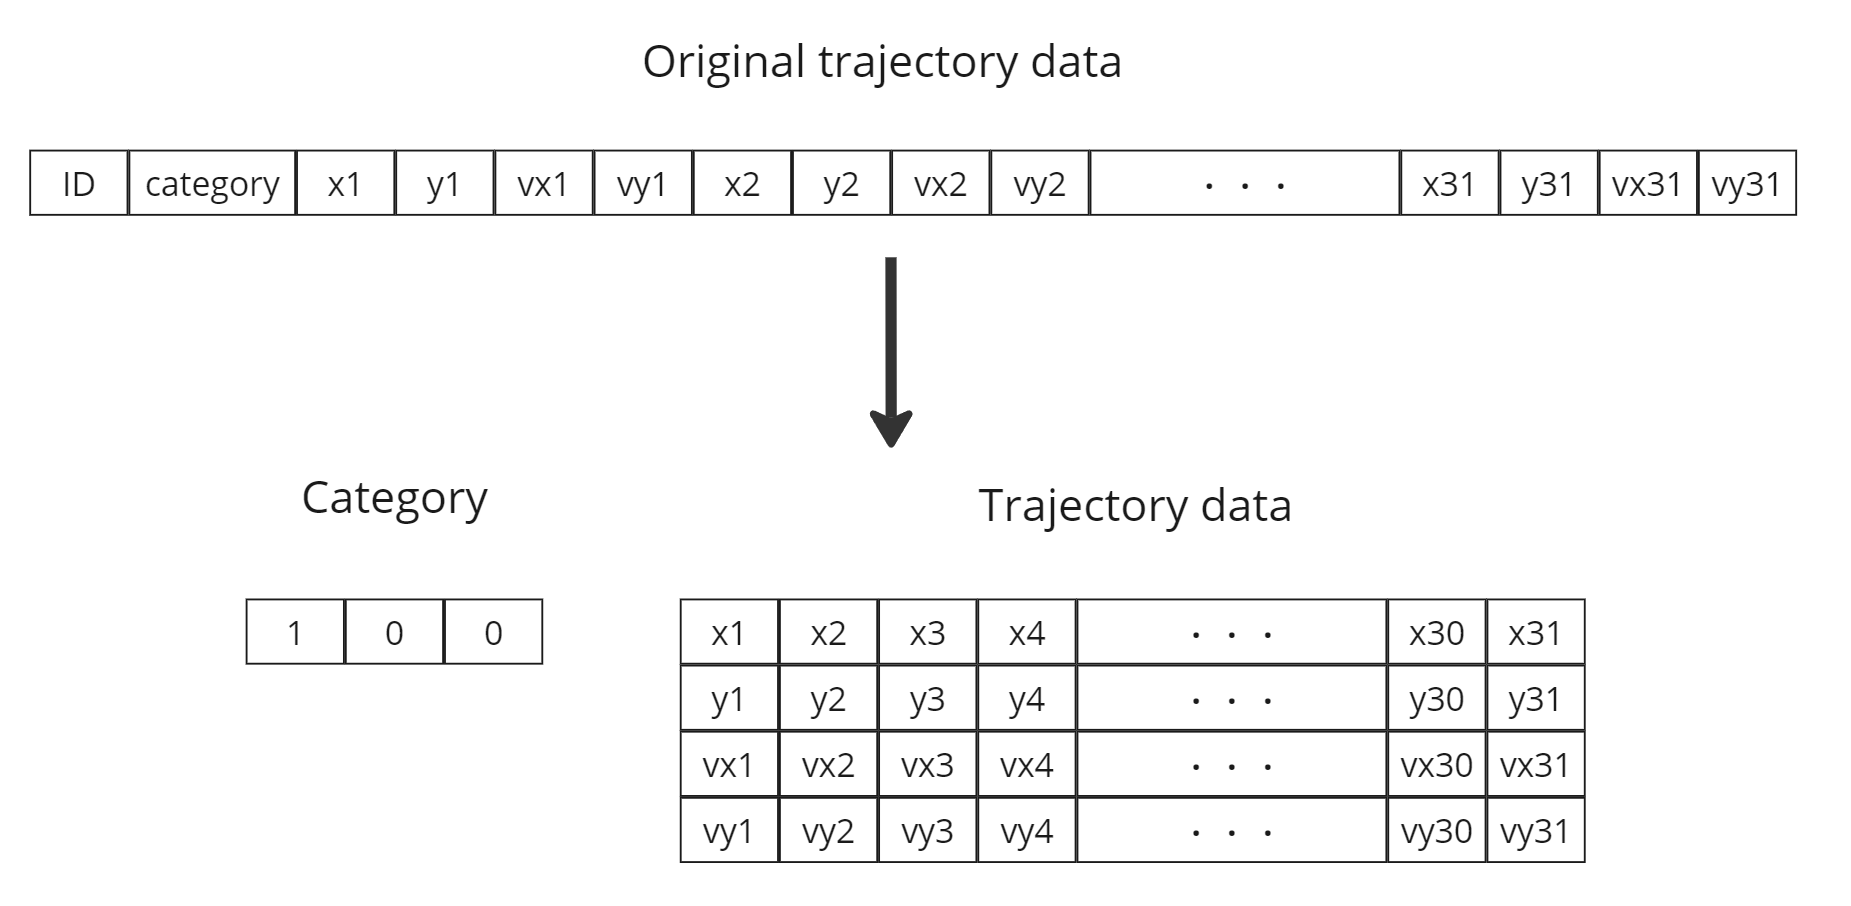 Original trajectory data
ID category x1 y1 vx1 vy1 x2 y2 vx2 vy2 . . . x31 y31 vx31 vy31
Category
Trajectory data
1 0 0
x1 x2 x3 x4 . . . x30 x31
y1 y2 y3 y4 . . . y30 y31
vx1 vx2 vx3 vx4 . . . vx30 vx31
vy1 vy2 vy3 vy4 . . . vy30 vy31